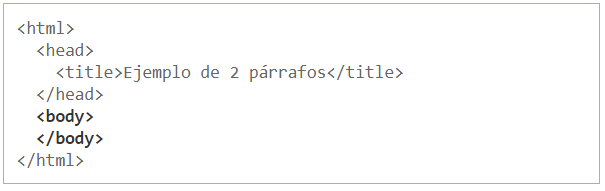 <html>
  <head>
    <title>Ejemplo de 2 párrafos</title>
  </head>
  <body>
  </body>
</html>